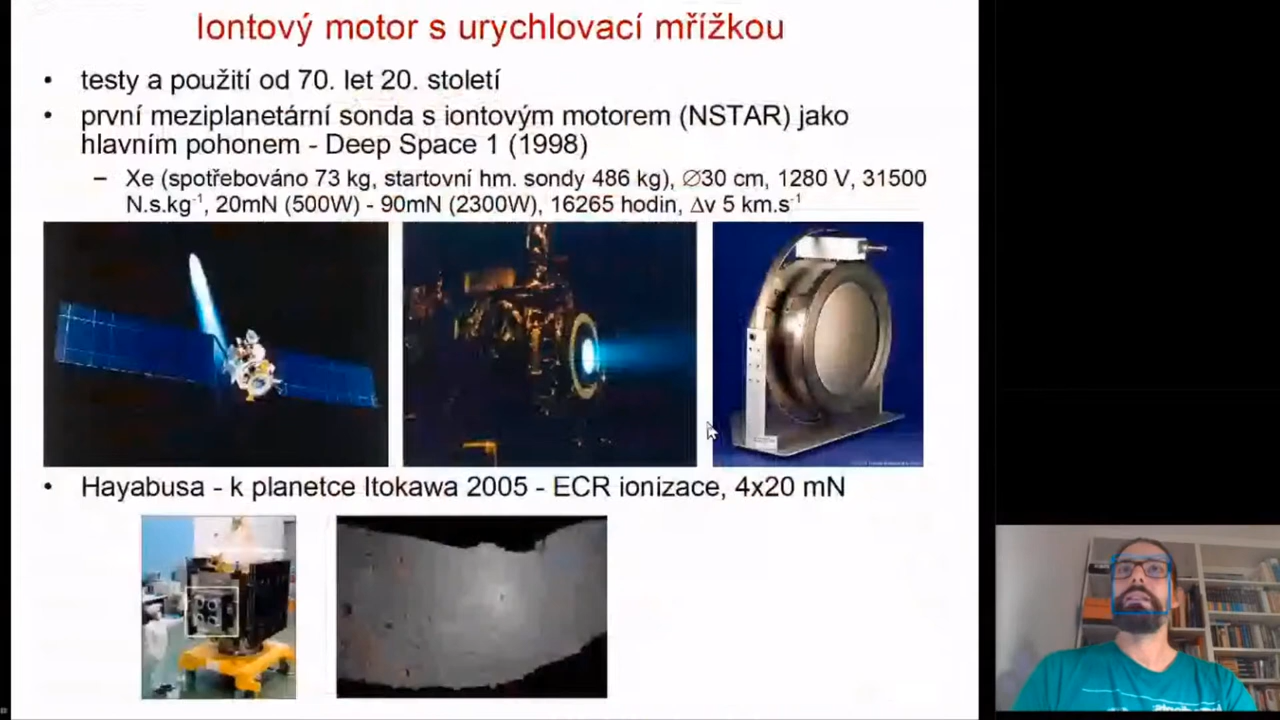 Iontový motor s urychlovací mřížkou
• testy a použití od 70. let 20. století
• první meziplanetární sonda s iontovým motorem (NSTAR) jako
hlavním pohonem - Deep Space 1 (1998)
– Xe (spotřebováno 73 kg, startovní hm. sondy 486 kg), ∅30 cm, 1280 V, 31500
N.s.kg⁻¹, 20mN (500W) - 90mN (2300W), 16265 hodin, Δv 5 km.s⁻¹
• Hayabusa - k planetce Itokawa 2005 - ECR ionizace, 4x20 mN